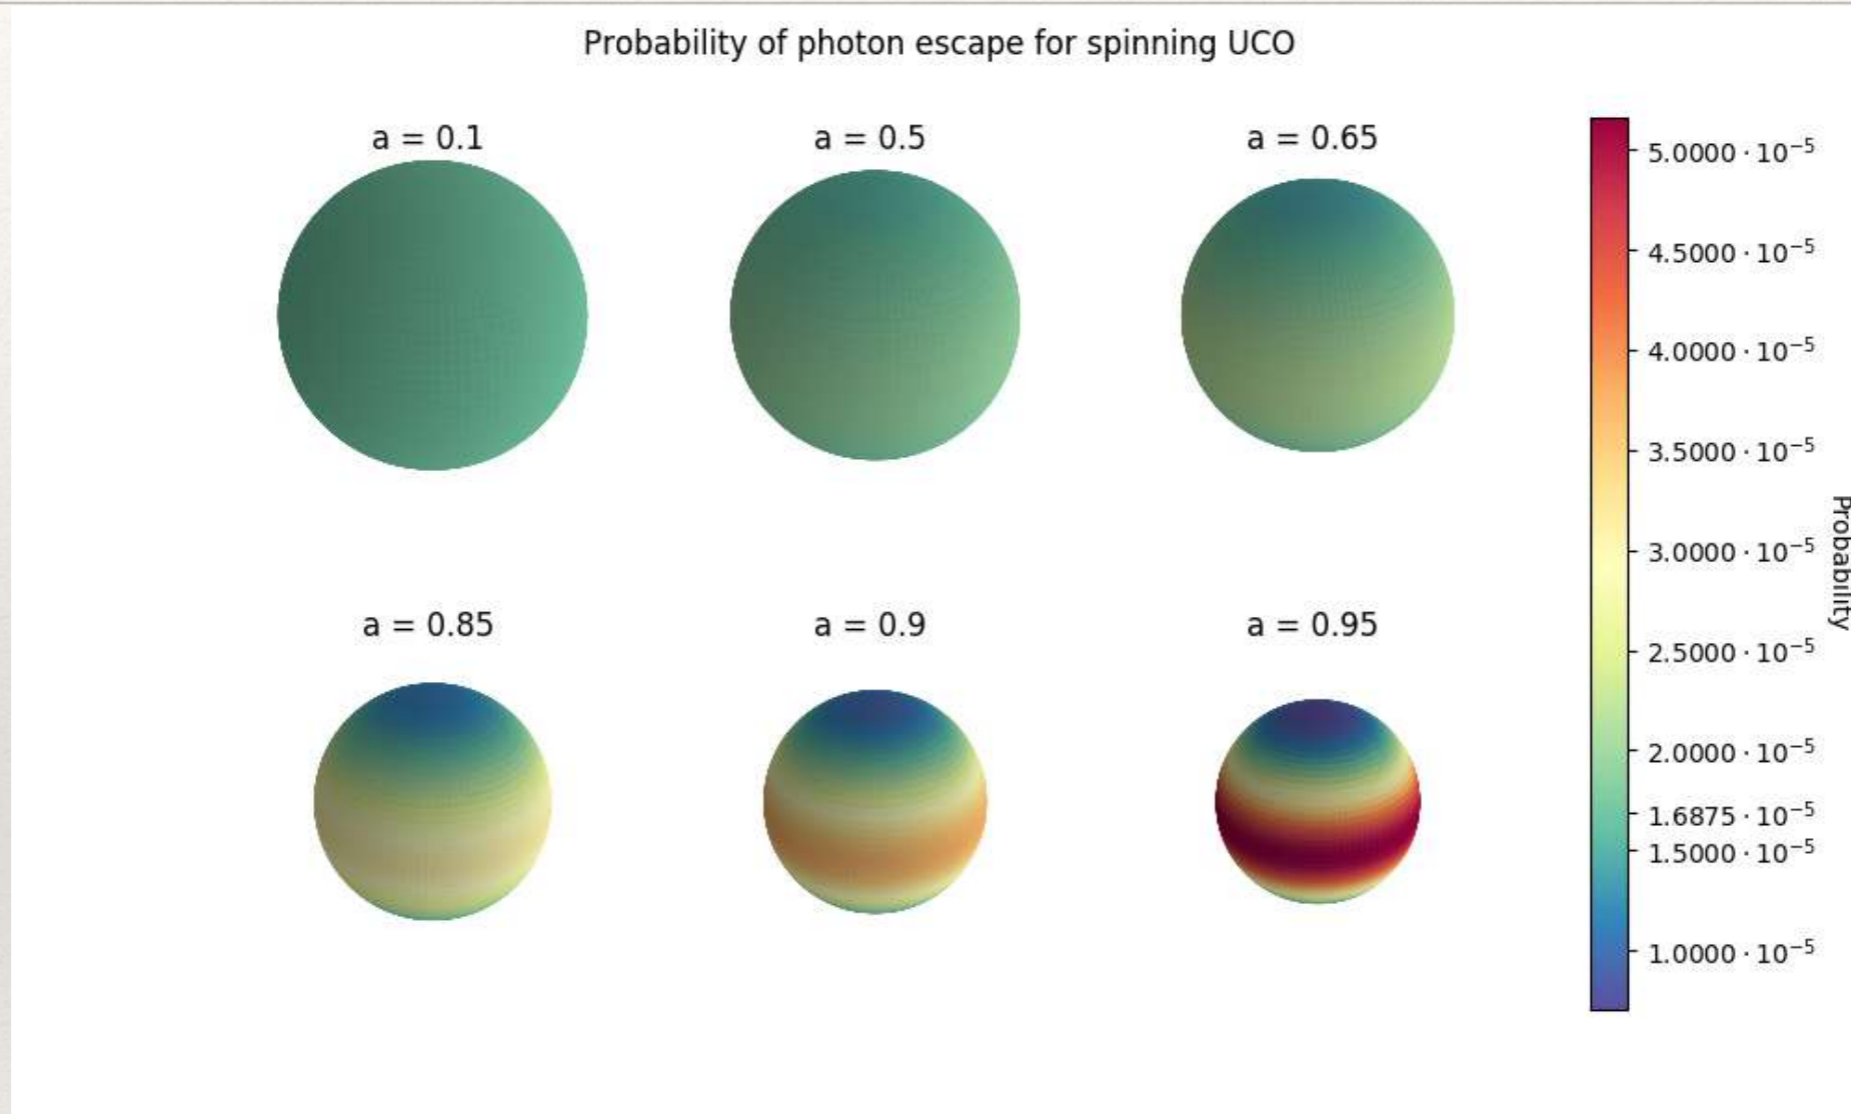 Probability of photon escape for spinning UCO
a = 0.1
a = 0.5
a = 0.65
a = 0.85
a = 0.9
a = 0.95
5.0000 · 10⁻⁵
4.5000 · 10⁻⁵
4.0000 · 10⁻⁵
3.5000 · 10⁻⁵
3.0000 · 10⁻⁵
2.5000 · 10⁻⁵
2.0000 · 10⁻⁵
1.6875 · 10⁻⁵
1.5000 · 10⁻⁵
1.0000 · 10⁻⁵
Probability